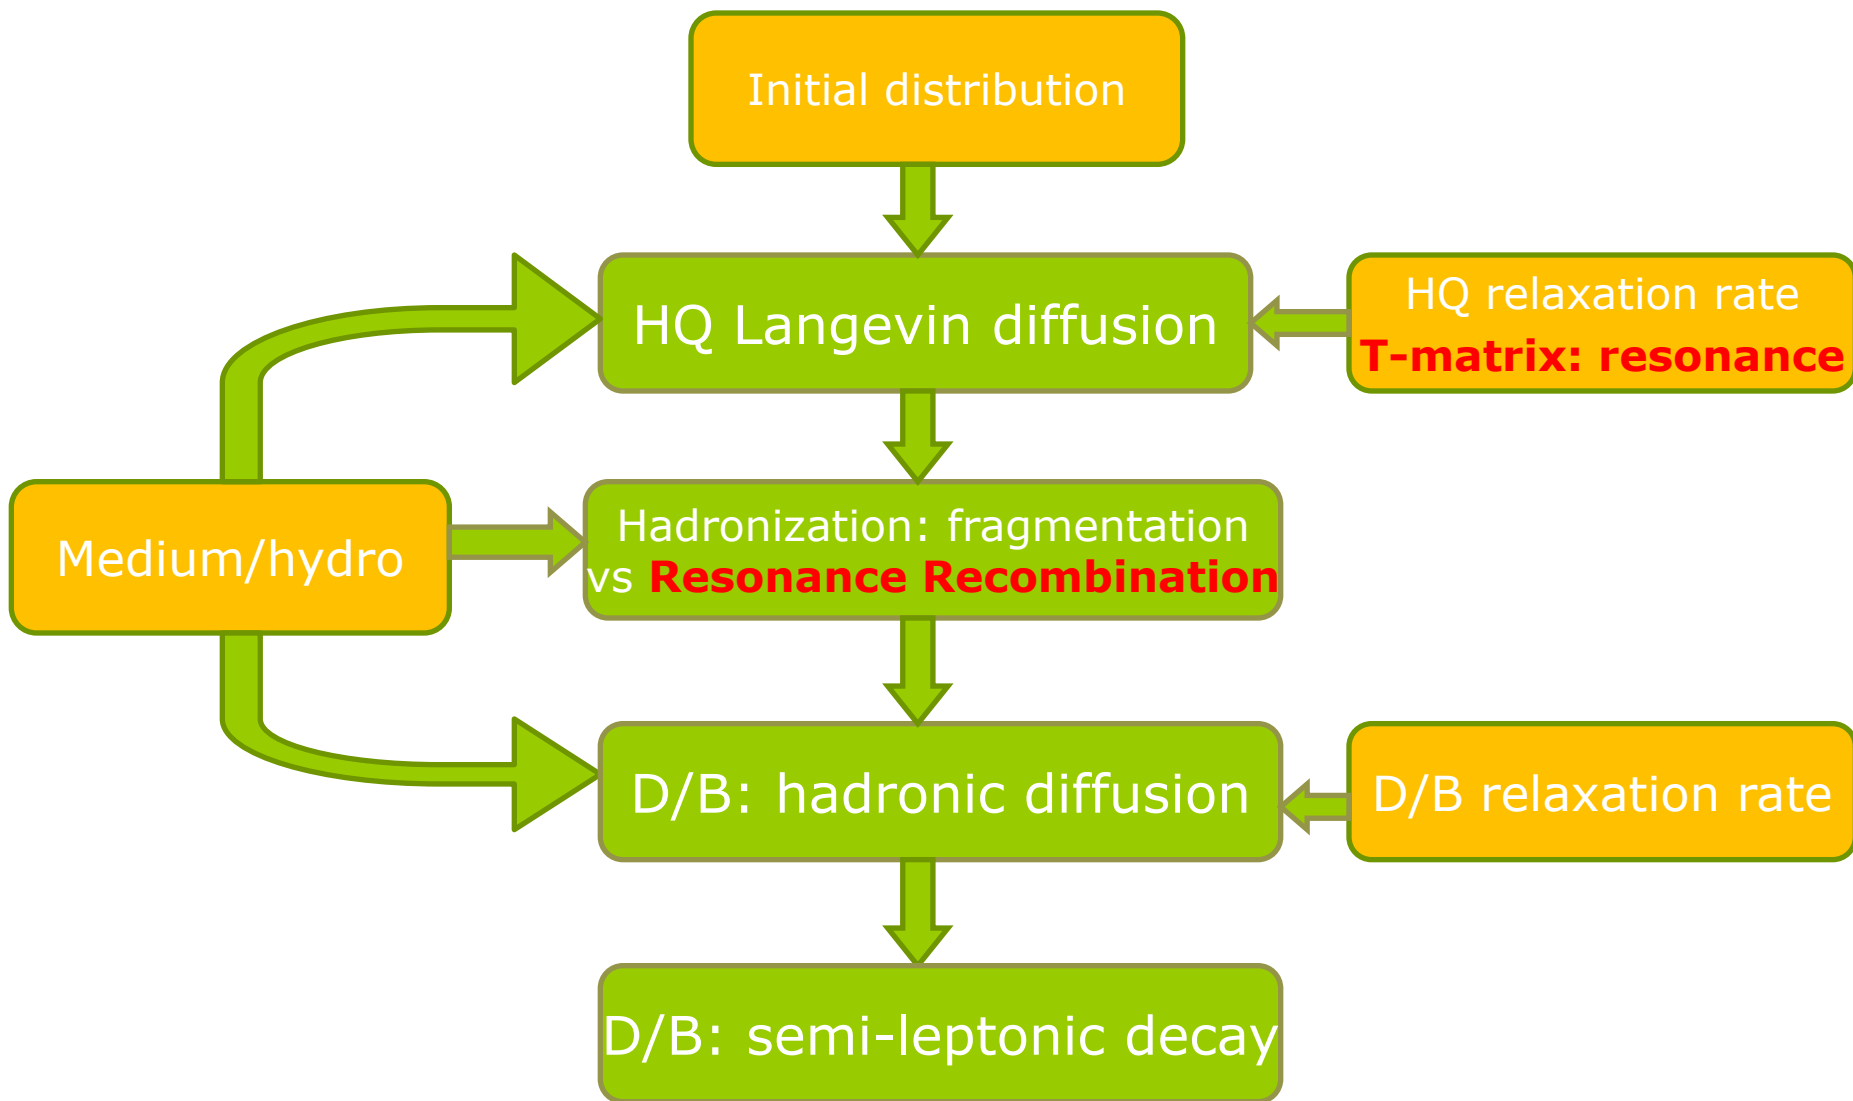 Initial distribution
HQ Langevin diffusion
HQ relaxation rate
T-matrix: resonance
Medium/hydro
Hadronization: fragmentation
vs Resonance Recombination
D/B: hadronic diffusion
D/B relaxation rate
D/B: semi-leptonic decay